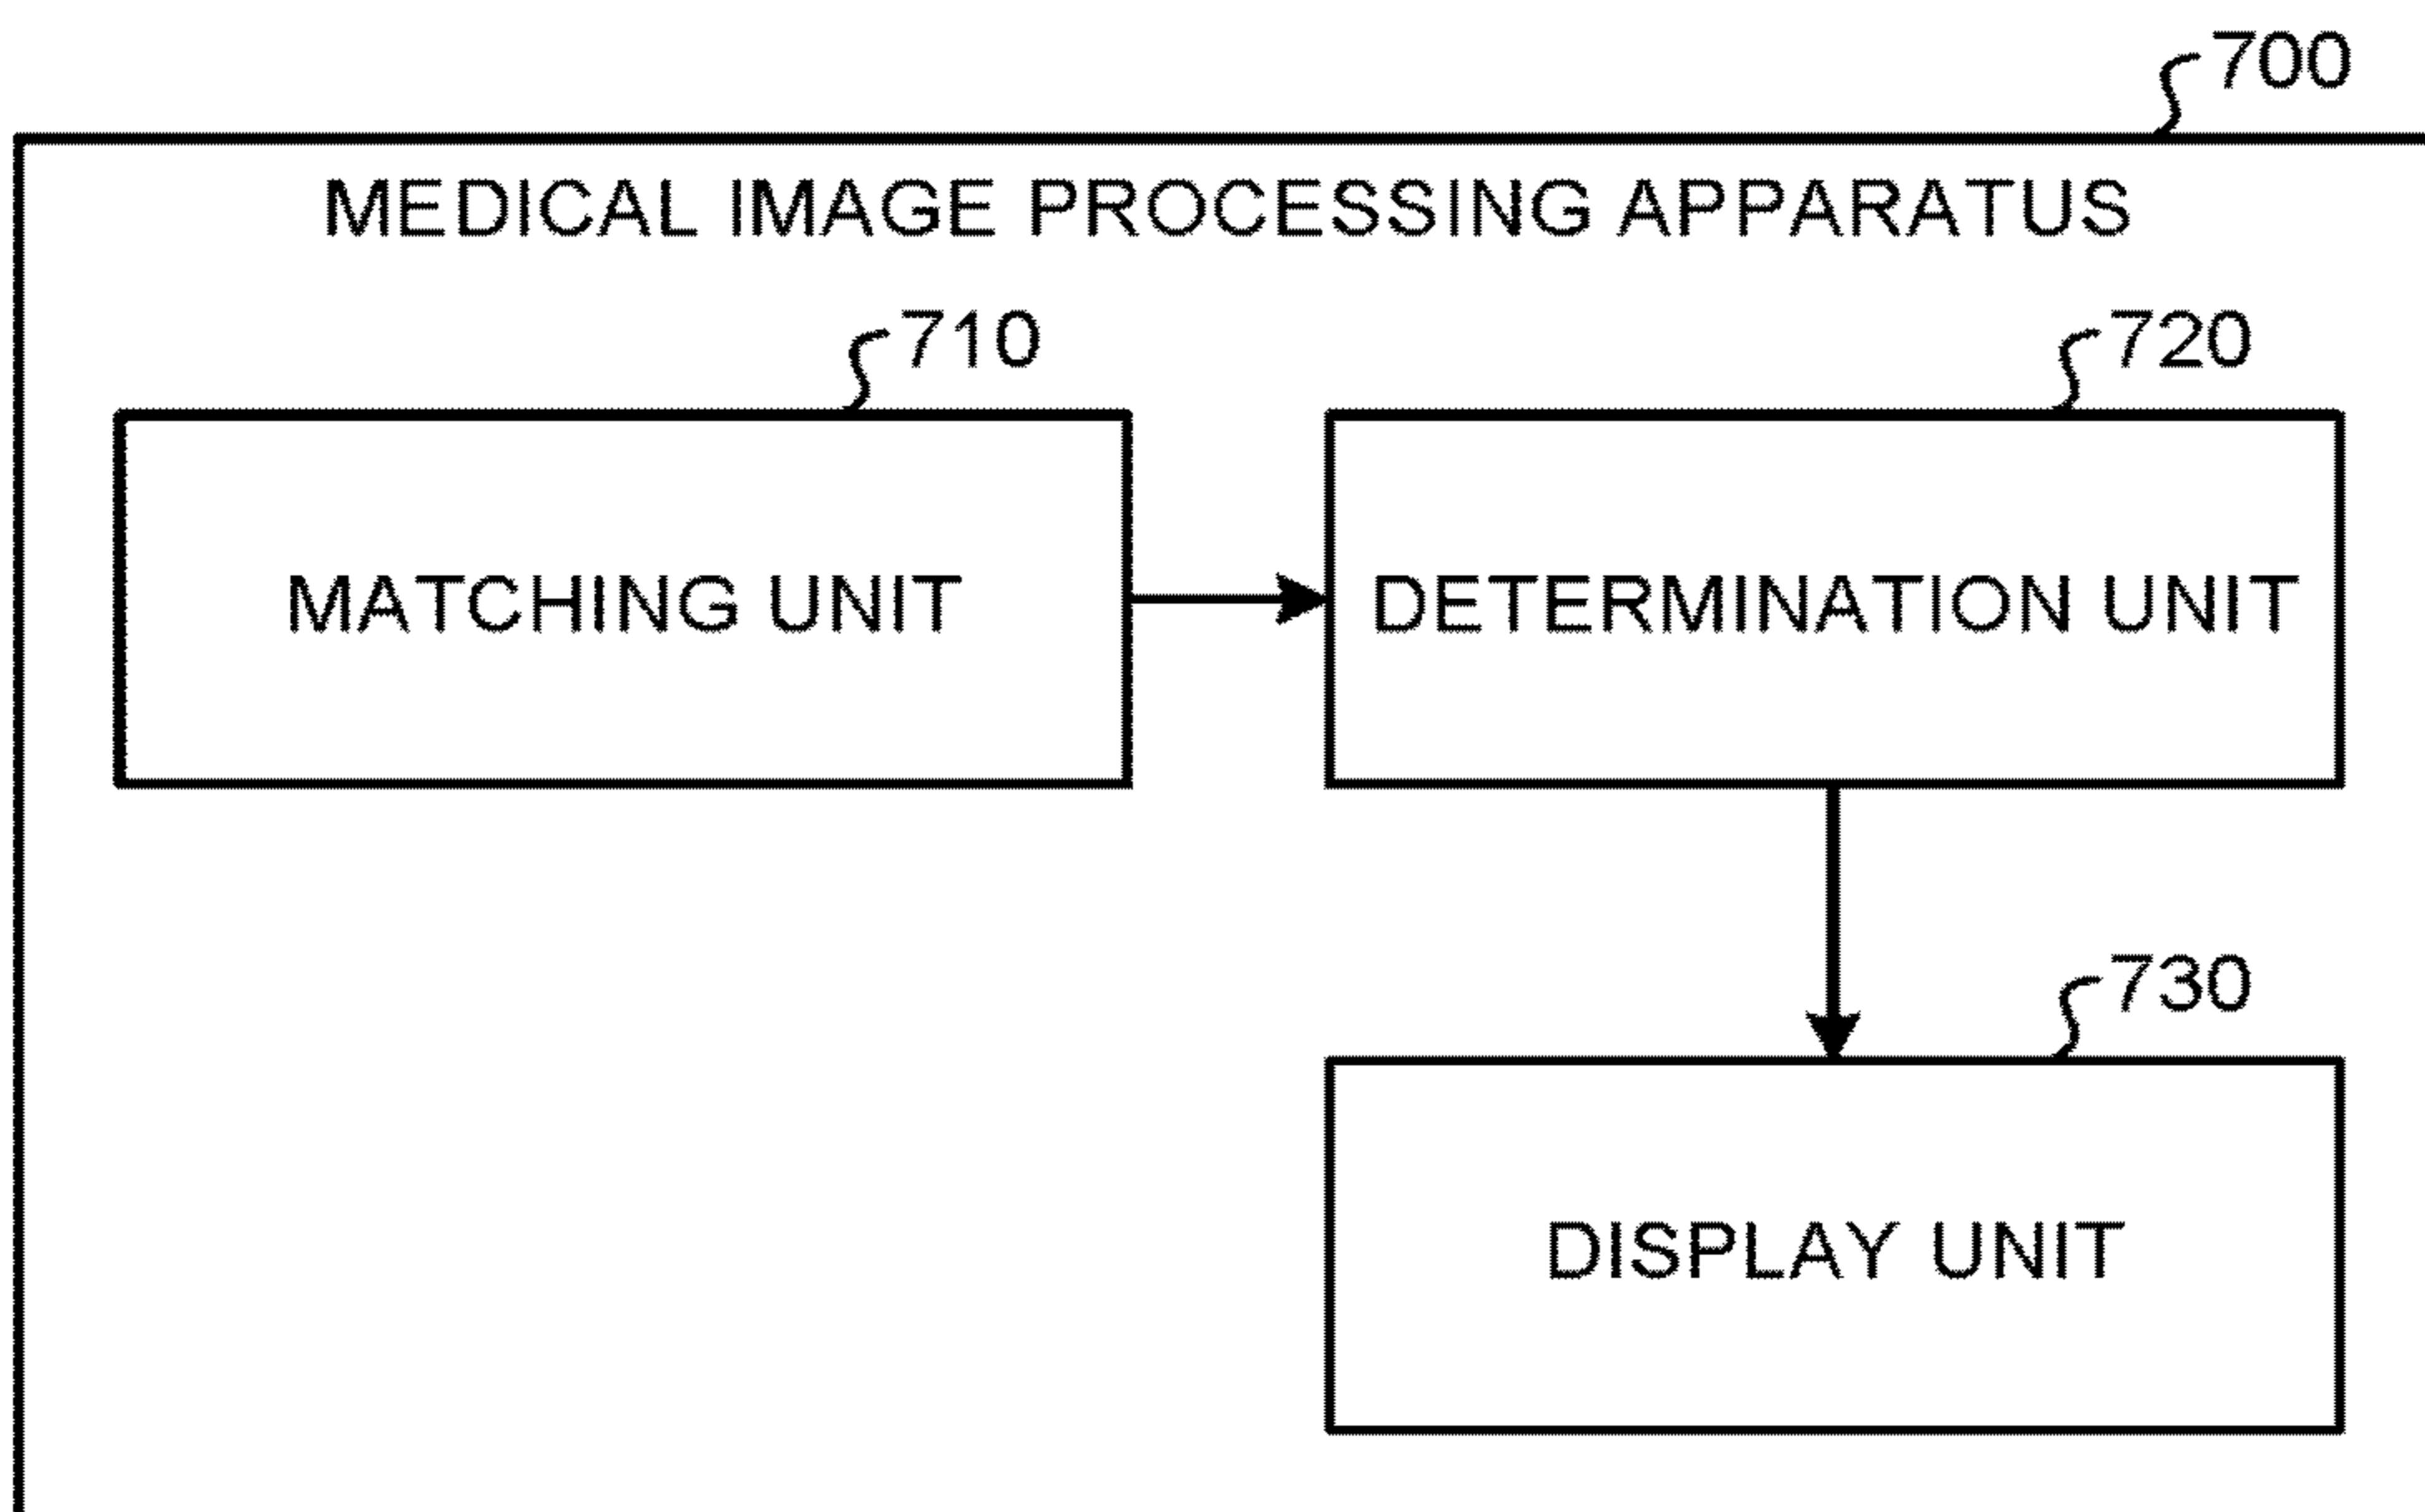 700
MEDICAL IMAGE PROCESSING APPARATUS
710
720
MATCHING UNIT
DETERMINATION UNIT
730
DISPLAY UNIT